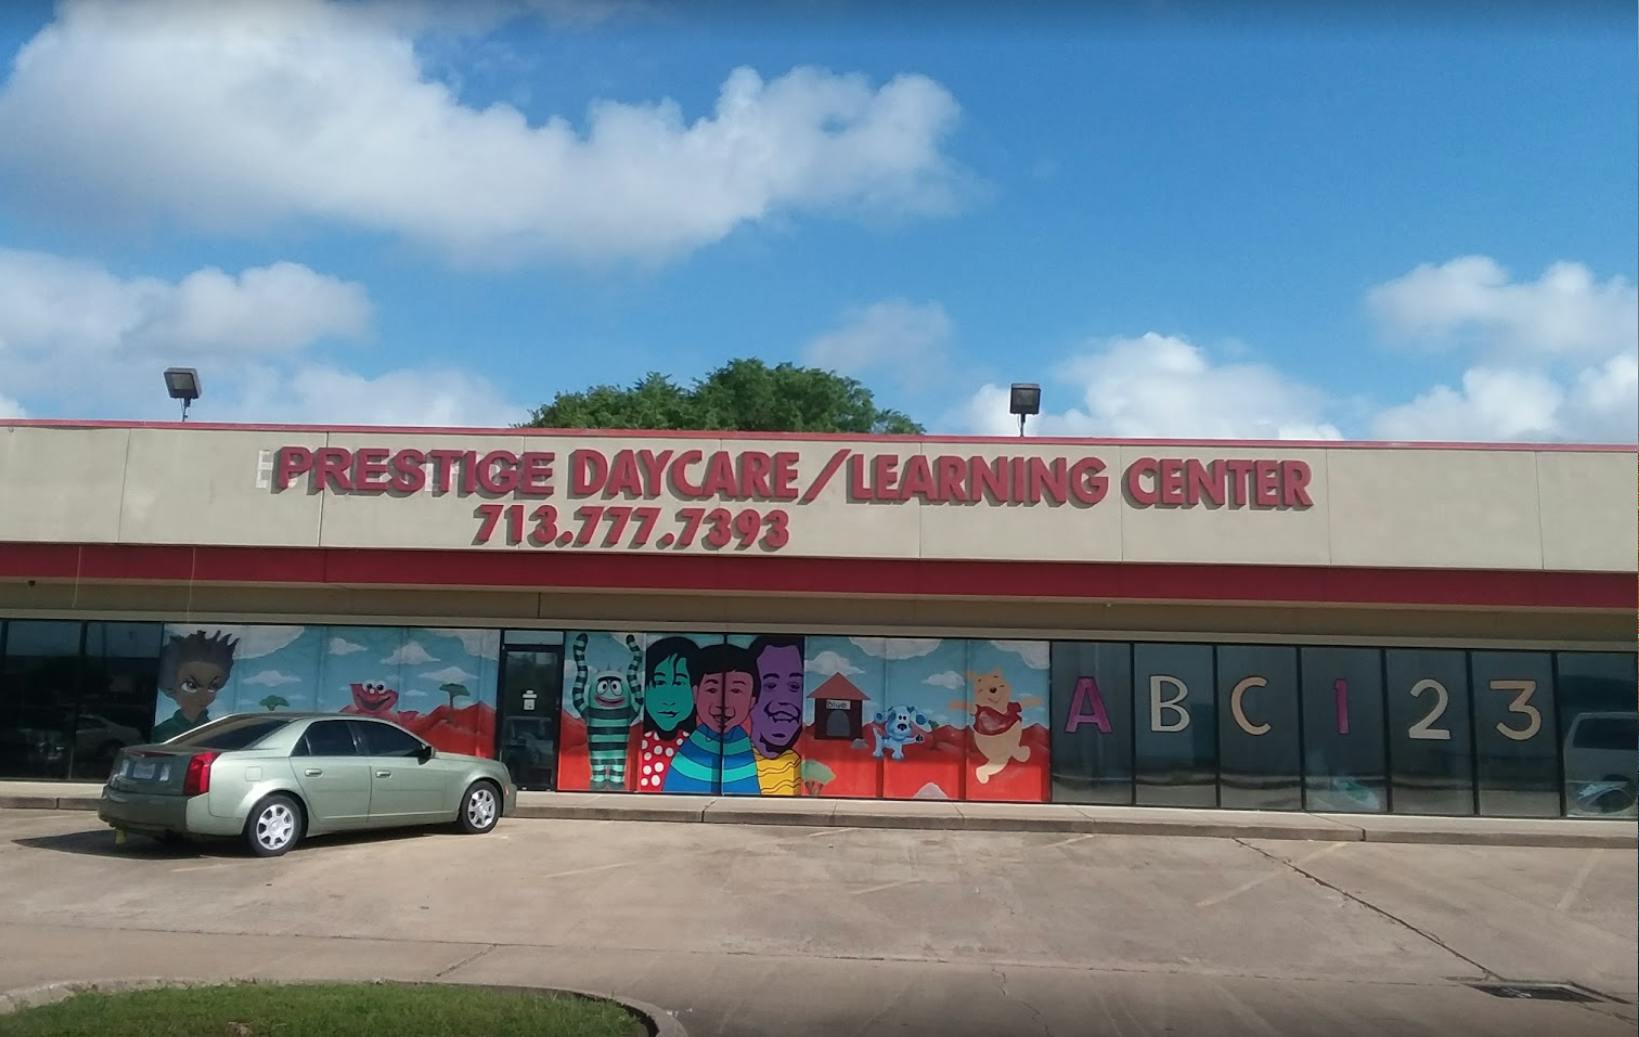 PRESTIGE DAYCARE/LEARNING CENTER
713.777.7393
blue
A B C 1 2 3